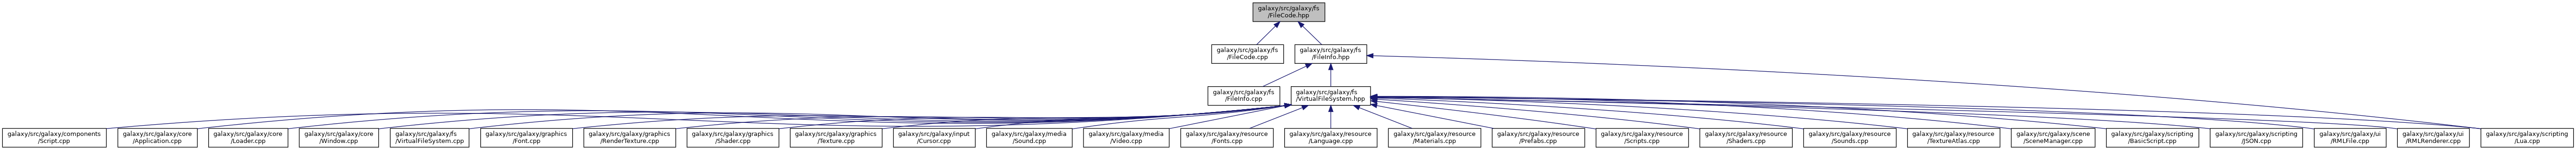 galaxy/src/galaxy/fs
/FileCode.hpp
galaxy/src/galaxy/fs
/FileCode.cpp
galaxy/src/galaxy/fs
/FileInfo.hpp
galaxy/src/galaxy/fs
/FileInfo.cpp
galaxy/src/galaxy/fs
/VirtualFileSystem.hpp
galaxy/src/galaxy/components
/Script.cpp
galaxy/src/galaxy/core
/Application.cpp
galaxy/src/galaxy/core
/Loader.cpp
galaxy/src/galaxy/core
/Window.cpp
galaxy/src/galaxy/fs
/VirtualFileSystem.cpp
galaxy/src/galaxy/graphics
/Font.cpp
galaxy/src/galaxy/graphics
/RenderTexture.cpp
galaxy/src/galaxy/graphics
/Shader.cpp
galaxy/src/galaxy/graphics
/Texture.cpp
galaxy/src/galaxy/input
/Cursor.cpp
galaxy/src/galaxy/media
/Sound.cpp
galaxy/src/galaxy/media
/Video.cpp
galaxy/src/galaxy/resource
/Fonts.cpp
galaxy/src/galaxy/resource
/Language.cpp
galaxy/src/galaxy/resource
/Materials.cpp
galaxy/src/galaxy/resource
/Prefabs.cpp
galaxy/src/galaxy/resource
/Scripts.cpp
galaxy/src/galaxy/resource
/Shaders.cpp
galaxy/src/galaxy/resource
/Sounds.cpp
galaxy/src/galaxy/resource
/TextureAtlas.cpp
galaxy/src/galaxy/scene
/SceneManager.cpp
galaxy/src/galaxy/scripting
/BasicScript.cpp
galaxy/src/galaxy/scripting
/JSON.cpp
galaxy/src/galaxy/ui
/RMLFile.cpp
galaxy/src/galaxy/ui
/RMLRenderer.cpp
galaxy/src/galaxy/scripting
/Lua.cpp